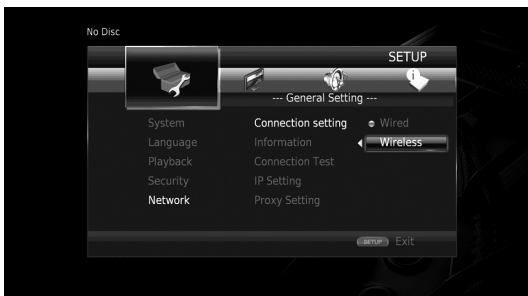 No Disc
SETUP
--- General Setting ---
System
Connection setting
Wired
Language
Information
Wireless
Playback
Connection Test
Security
IP Setting
Network
Proxy Setting
SETUP Exit